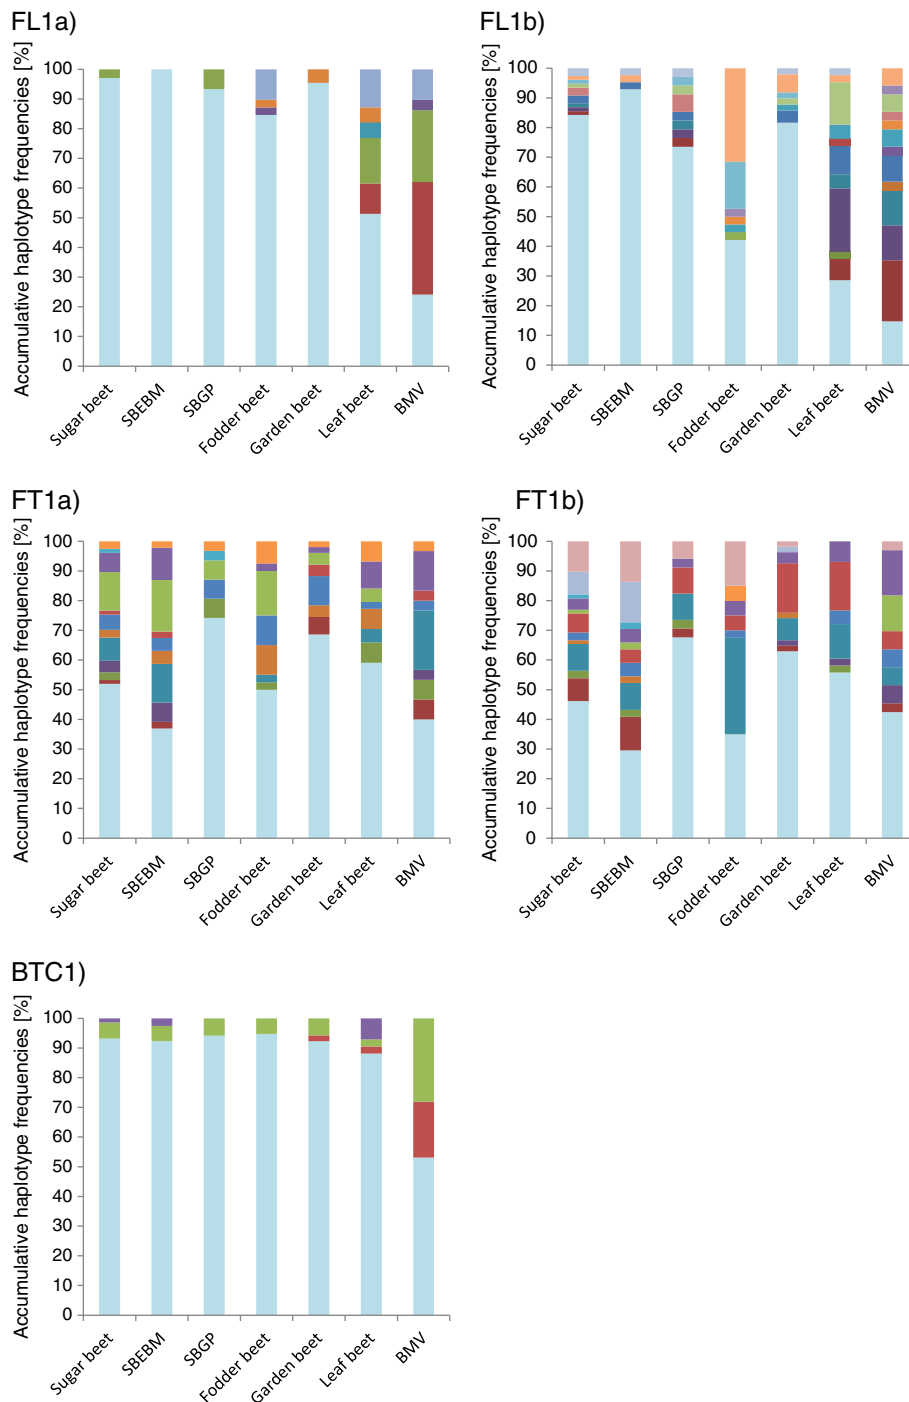 FL1a)
Accumulative haplotype frequencies [%]
100
90
80
70
60
50
40
30
20
10
0
Sugar beet
SBEBM
SBGP
Fodder beet
Garden beet
Leaf beet
BMV
FL1b)
Accumulative haplotype frequencies [%]
100
90
80
70
60
50
40
30
20
10
0
Sugar beet
SBEBM
SBGP
Fodder beet
Garden beet
Leaf beet
BMV
FT1a)
Accumulative haplotype frequencies [%]
100
90
80
70
60
50
40
30
20
10
0
Sugar beet
SBEBM
SBGP
Fodder beet
Garden beet
Leaf beet
BMV
FT1b)
Accumulative haplotype frequencies [%]
100
90
80
70
60
50
40
30
20
10
0
Sugar beet
SBEBM
SBGP
Fodder beet
Garden beet
Leaf beet
BMV
BTC1)
Accumulative haplotype frequencies [%]
100
90
80
70
60
50
40
30
20
10
0
Sugar beet
SBEBM
SBGP
Fodder beet
Garden beet
Leaf beet
BMV